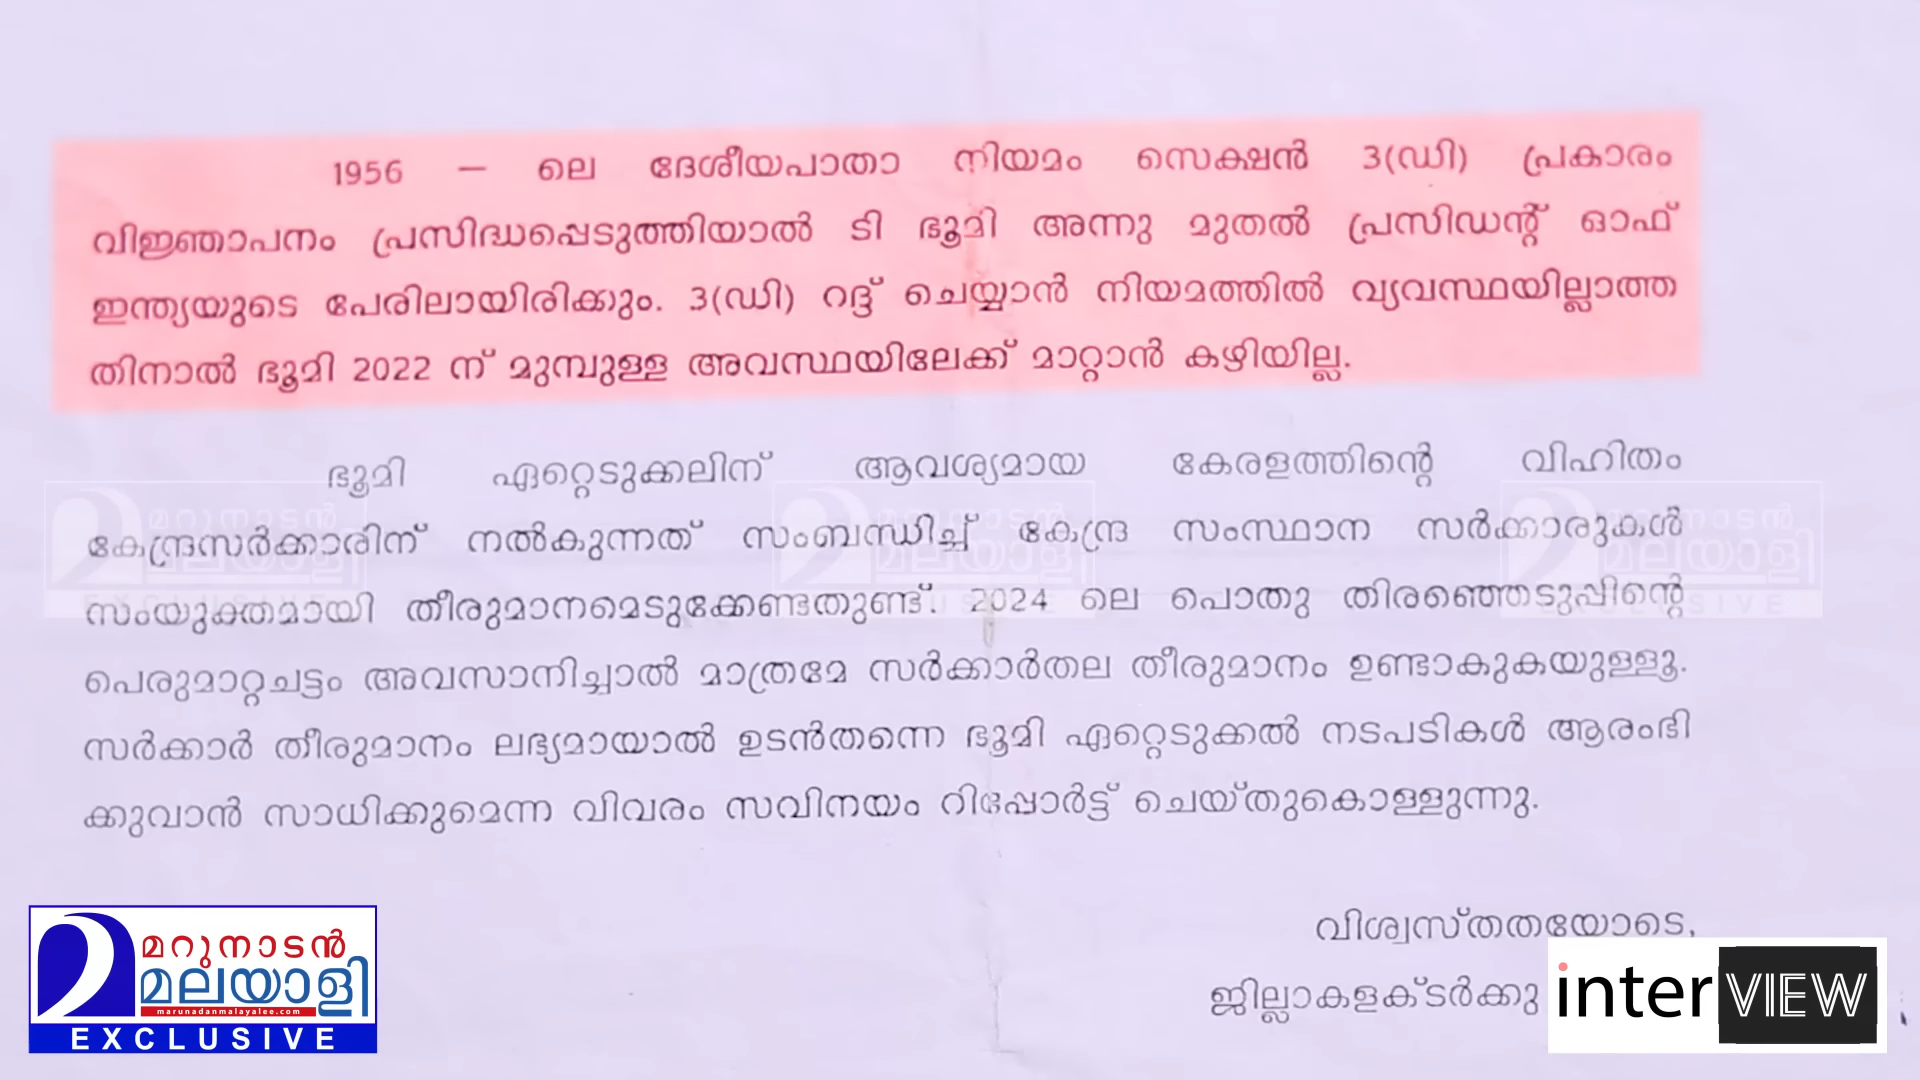 1956 – ലെ ദേശീയപാതാ നിയമം സെക്ഷൻ 3(ഡി) പ്രകാരം
വിജ്ഞാപനം പ്രസിദ്ധപ്പെടുത്തിയാൽ ടി ഭൂമി അന്നു മുതൽ പ്രസിഡന്റ് ഓഫ്
ഇന്ത്യയുടെ പേരിലായിരിക്കും. 3(ഡി) റദ്ദ് ചെയ്യാൻ നിയമത്തിൽ വ്യവസ്ഥയില്ലാത്ത
തിനാൽ ഭൂമി 2022 ന് മുമ്പുള്ള അവസ്ഥയിലേക്ക് മാറ്റാൻ കഴിയില്ല.
ഭൂമി ഏറ്റെടുക്കലിന് ആവശ്യമായ കേരളത്തിന്റെ വിഹിതം
കേന്ദ്രസർക്കാരിന് നൽകുന്നത് സംബന്ധിച്ച് കേന്ദ്ര സംസ്ഥാന സർക്കാരുകൾ
സംയുക്തമായി തീരുമാനമെടുക്കേണ്ടതുണ്ട്. 2024 ലെ പൊതു തിരഞ്ഞെടുപ്പിന്റെ
പെരുമാറ്റചട്ടം അവസാനിച്ചാൽ മാത്രമേ സർക്കാർതല തീരുമാനം ഉണ്ടാകുകയുള്ളൂ.
സർക്കാർ തീരുമാനം ലഭ്യമായാൽ ഉടൻതന്നെ ഭൂമി ഏറ്റെടുക്കൽ നടപടികൾ ആരംഭി
ക്കുവാൻ സാധിക്കുമെന്ന വിവരം സവിനയം റിപ്പോർട്ട് ചെയ്തുകൊള്ളുന്നു.
വിശ്വസ്തതയോടെ,
ജില്ലാകളക്ടർക്കു
മറുനാടൻ
മലയാളി
marunadanmalayalee.com
EXCLUSIVE
interVIEW